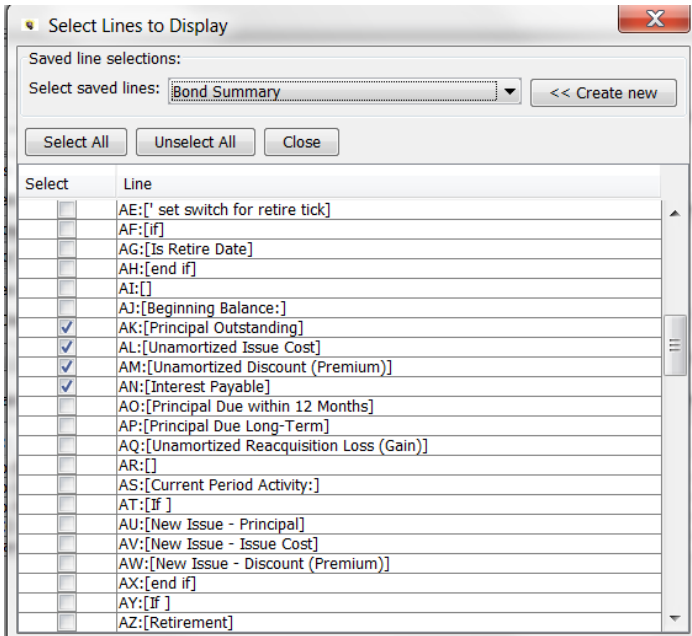 Select Lines to Display
Saved line selections:
Select saved lines: Bond Summary << Create new
Select All Unselect All Close
Select Line
AE:[' set switch for retire tick]
AF:[if]
AG:[Is Retire Date]
AH:[end if]
AI:[]
AJ:[Beginning Balance:]
AK:[Principal Outstanding]
AL:[Unamortized Issue Cost]
AM:[Unamortized Discount (Premium)]
AN:[Interest Payable]
AO:[Principal Due within 12 Months]
AP:[Principal Due Long-Term]
AQ:[Unamortized Reacquisition Loss (Gain)]
AR:[]
AS:[Current Period Activity:]
AT:[If ]
AU:[New Issue - Principal]
AV:[New Issue - Issue Cost]
AW:[New Issue - Discount (Premium)]
AX:[end if]
AY:[If ]
AZ:[Retirement]